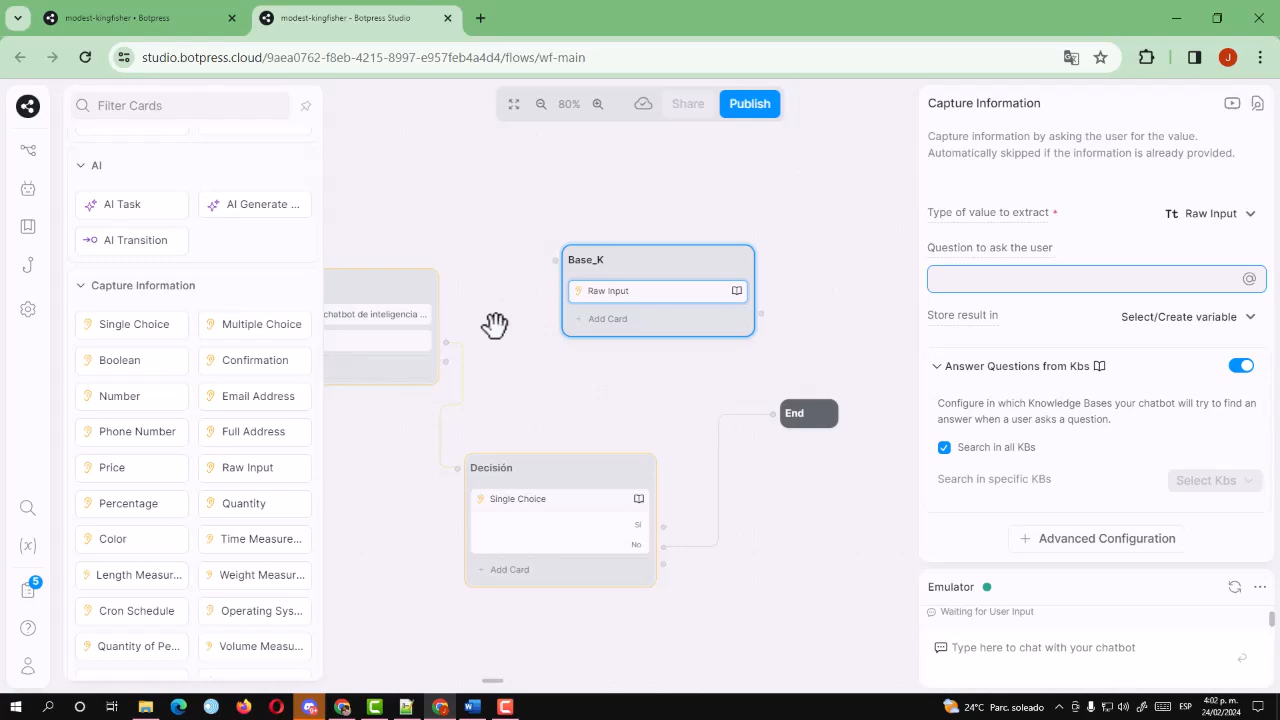 modest-kingfisher • Botpress
modest-kingfisher - Botpress Studio
studio.botpress.cloud/9aea0762-f8eb-4215-8997-e957feb4a4d4/flows/wf-main
J
Filter Cards
80%
Share
Publish
AI
AI Task
AI Generate ...
AI Transition
Capture Information
Single Choice
Multiple Choice
Boolean
Confirmation
Number
Email Address
Phone Number
Full Address
Price
Raw Input
Percentage
Quantity
Color
Time Measure...
Length Measur...
Weight Measur...
Cron Schedule
Operating Sys...
Quantity of Pe...
Volume Measu...
5
chatbot de inteligencia ...
Base_K
Raw Input
+ Add Card
End
Decisión
Single Choice
Sí
No
+ Add Card
Capture Information
Capture information by asking the user for the value.
Automatically skipped if the information is already provided.
Type of value to extract *
Tt Raw Input
Question to ask the user
@
Store result in
Select/Create variable
Answer Questions from Kbs
Configure in which Knowledge Bases your chatbot will try to find an
answer when a user asks a question.
Search in all KBs
Search in specific KBs
Select Kbs
+ Advanced Configuration
Emulator
Waiting for User Input
Type here to chat with your chatbot
24°C Parc. soleado
ESP
4:02 p. m.
24/02/2024